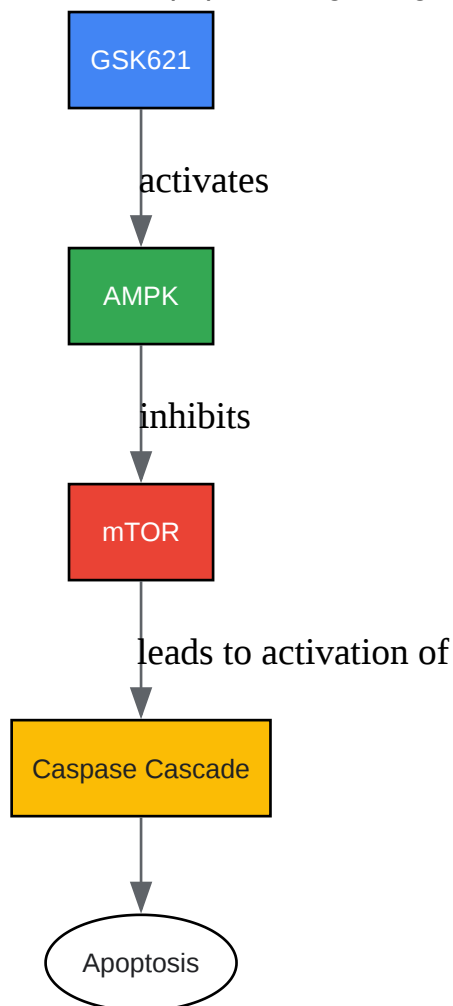 GSK621
activates
AMPK
inhibits
mTOR
leads to activation of
Caspase Cascade
Apoptosis